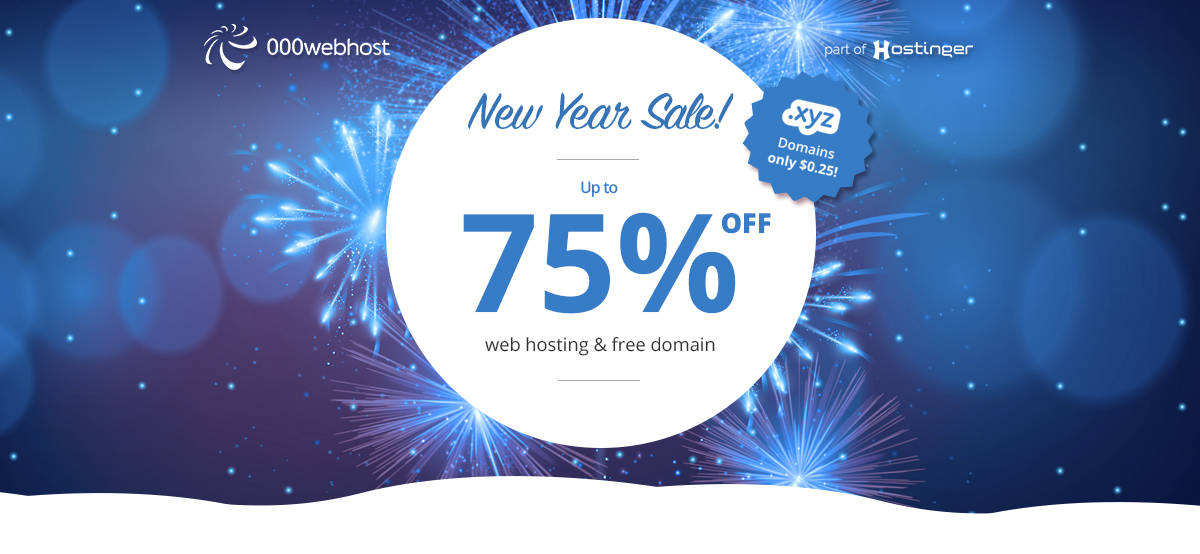 000webhost
part of Hostinger
New Year Sale!
.xyz
Domains
only $0.25!
Up to
75% OFF
web hosting & free domain